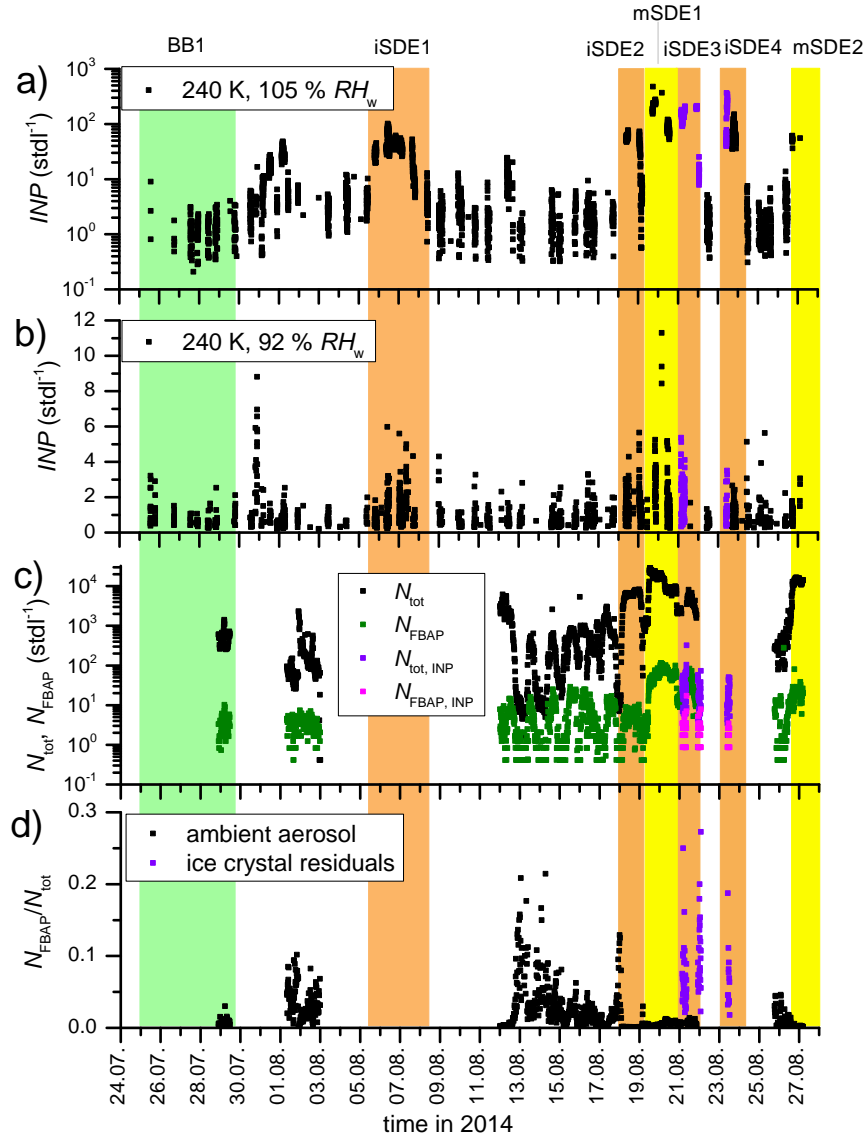 mSDE1
BB1 iSDE1 iSDE2 iSDE3 iSDE4 mSDE2
a)
240 K, 105 % RHw
INP (stdl⁻¹)
10³
10²
10¹
10⁰
10⁻¹
b)
240 K, 92 % RHw
INP (stdl⁻¹)
12
10
8
6
4
2
0
c)
Ntot
NFBAP
Ntot, INP
NFBAP, INP
Ntot, NFBAP (stdl⁻¹)
10⁴
10³
10²
10¹
10⁰
10⁻¹
d)
ambient aerosol
ice crystal residuals
NFBAP/Ntot
0.3
0.2
0.1
0.0
24.07. 26.07. 28.07. 30.07. 01.08. 03.08. 05.08. 07.08. 09.08. 11.08. 13.08. 15.08. 17.08. 19.08. 21.08. 23.08. 25.08. 27.08.
time in 2014